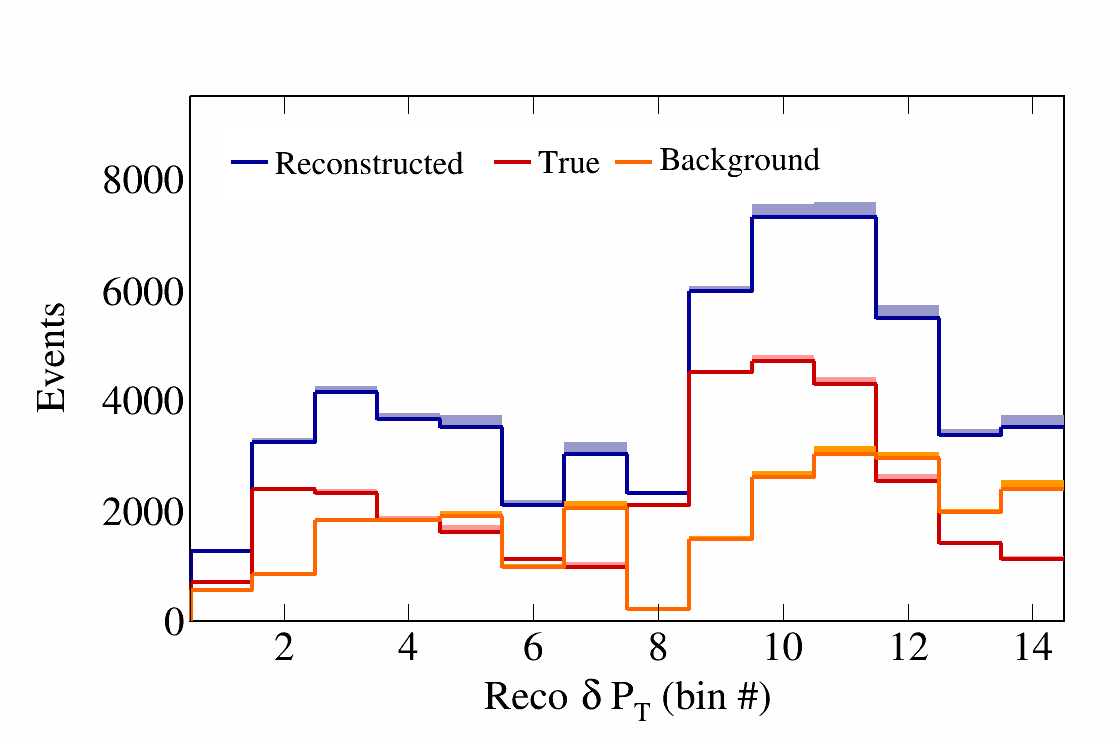 Reconstructed True Background
8000
6000
4000
2000
0
Events
2 4 6 8 10 12 14
Reco δ P_T (bin #)